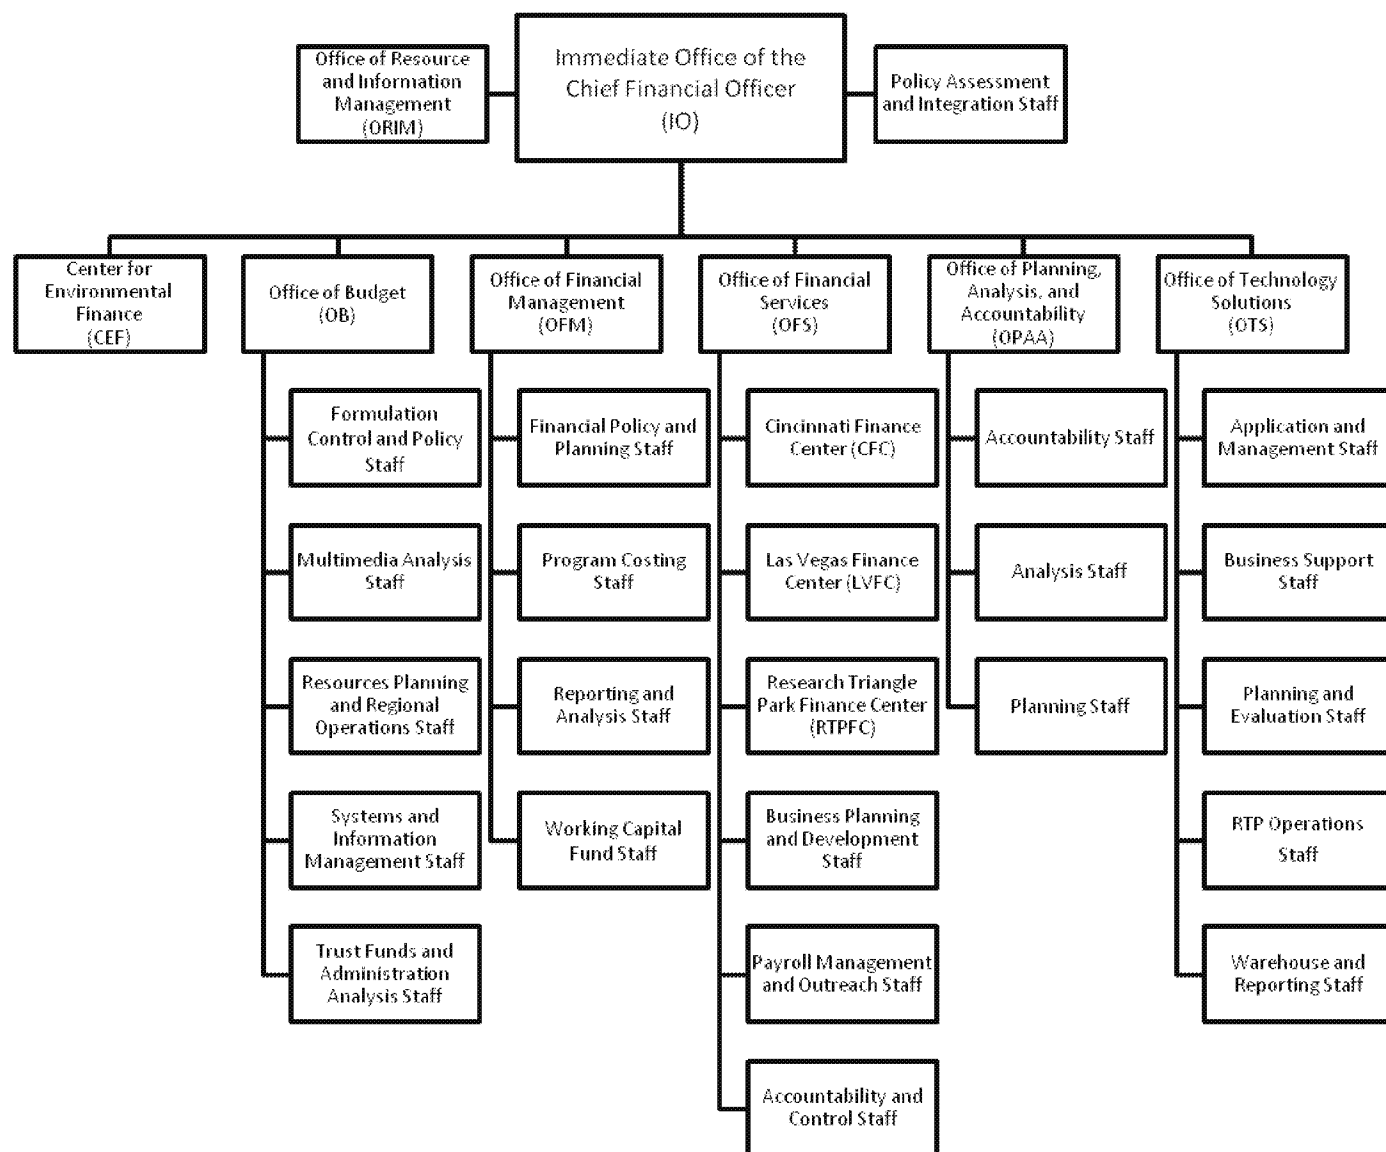 Office of Resource
and Information
Management
(ORIM)
Immediate Office of the
Chief Financial Officer
(IO)
Policy Assessment
and Integration Staff
Center for
Environmental
Finance
(CEF)
Office of Budget
(OB)
Office of Financial
Management
(OFM)
Office of Financial
Services
(OFS)
Office of Planning,
Analysis, and
Accountability
(OPAA)
Office of Technology
Solutions
(OTS)
Formulation
Control and Policy
Staff
Multimedia Analysis
Staff
Resources Planning
and Regional
Operations Staff
Systems and
Information
Management Staff
Trust Funds and
Administration
Analysis Staff
Financial Policy and
Planning Staff
Program Costing
Staff
Reporting and
Analysis Staff
Working Capital
Fund Staff
Cincinnati Finance
Center (CFC)
Las Vegas Finance
Center (LVFC)
Research Triangle
Park Finance Center
(RTPFC)
Business Planning
and Development
Staff
Payroll Management
and Outreach Staff
Accountability and
Control Staff
Accountability Staff
Analysis Staff
Planning Staff
Application and
Management Staff
Business Support
Staff
Planning and
Evaluation Staff
RTP Operations
Staff
Warehouse and
Reporting Staff